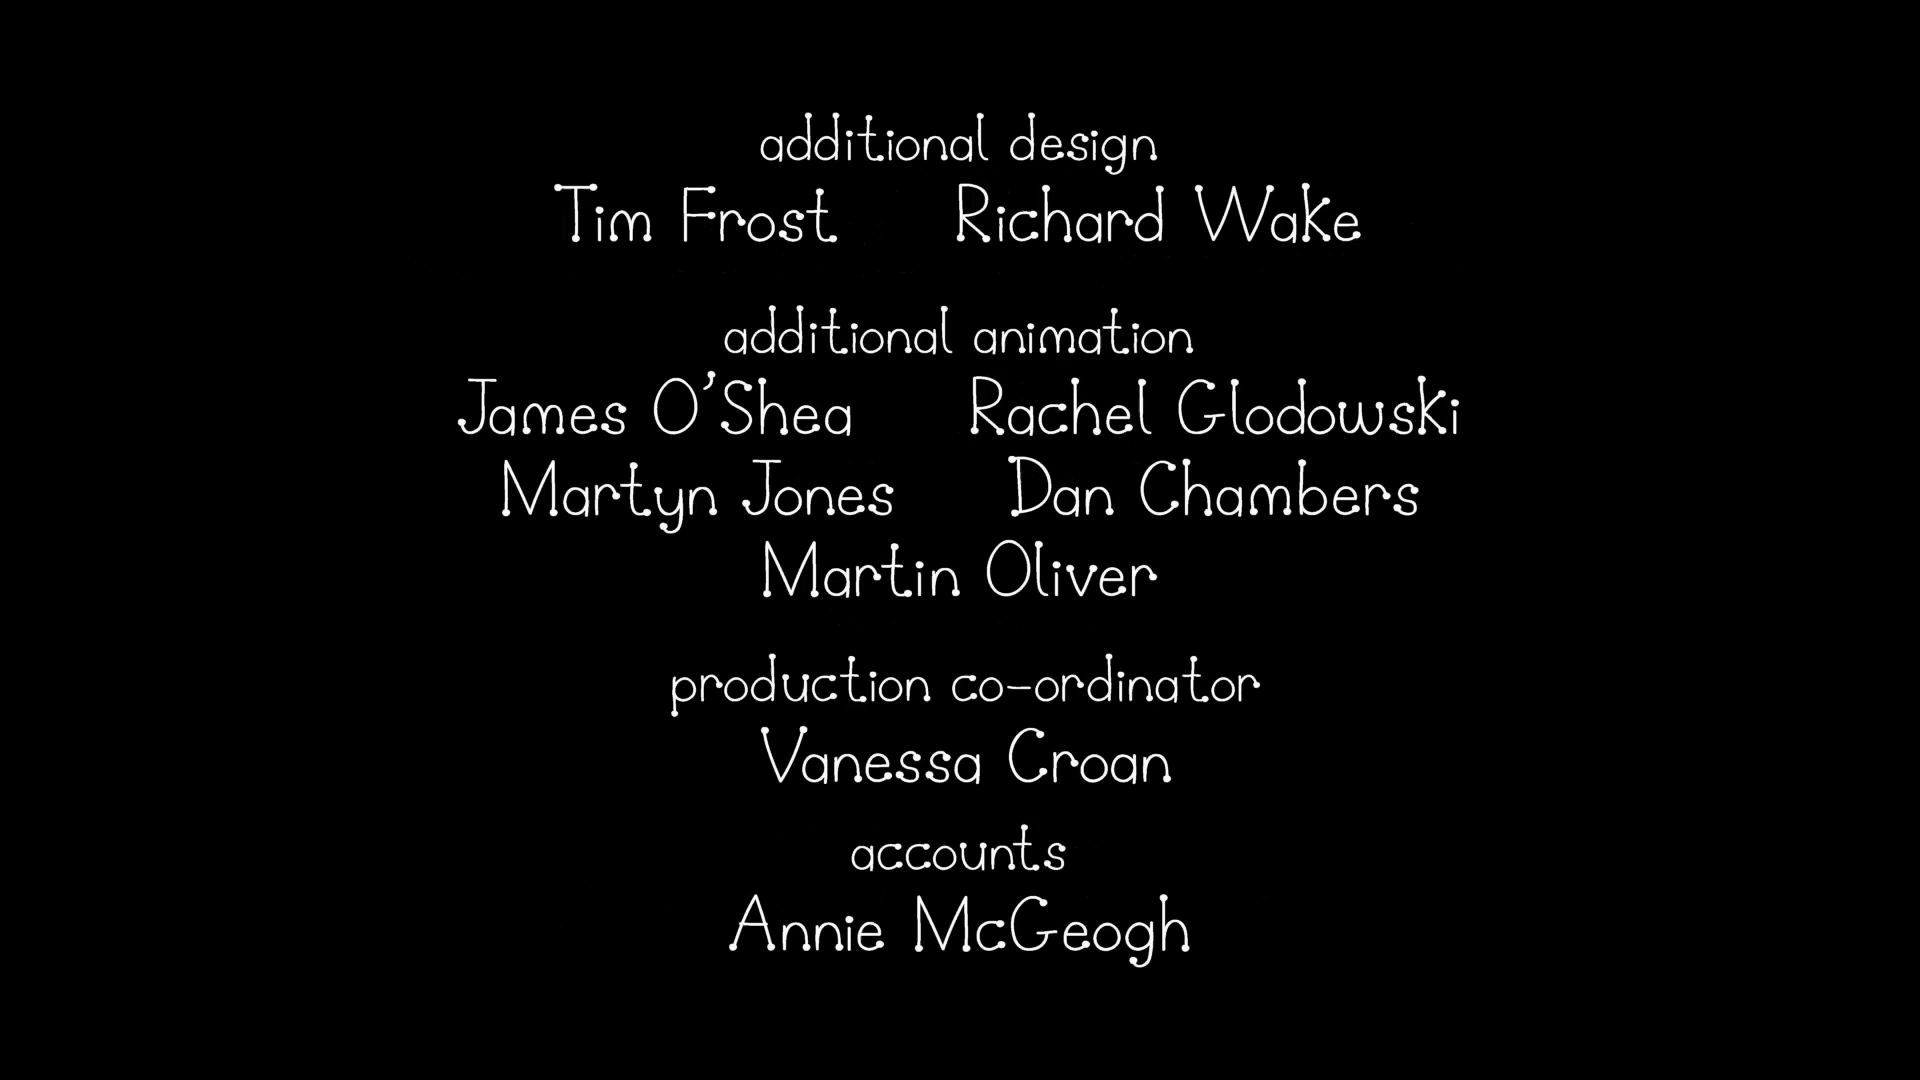 additional design
Tim Frost Richard Wake
additional animation
James O'Shea Rachel Glodowski
Martyn Jones Dan Chambers
Martin Oliver
production co-ordinator
Vanessa Croan
accounts
Annie McGeogh